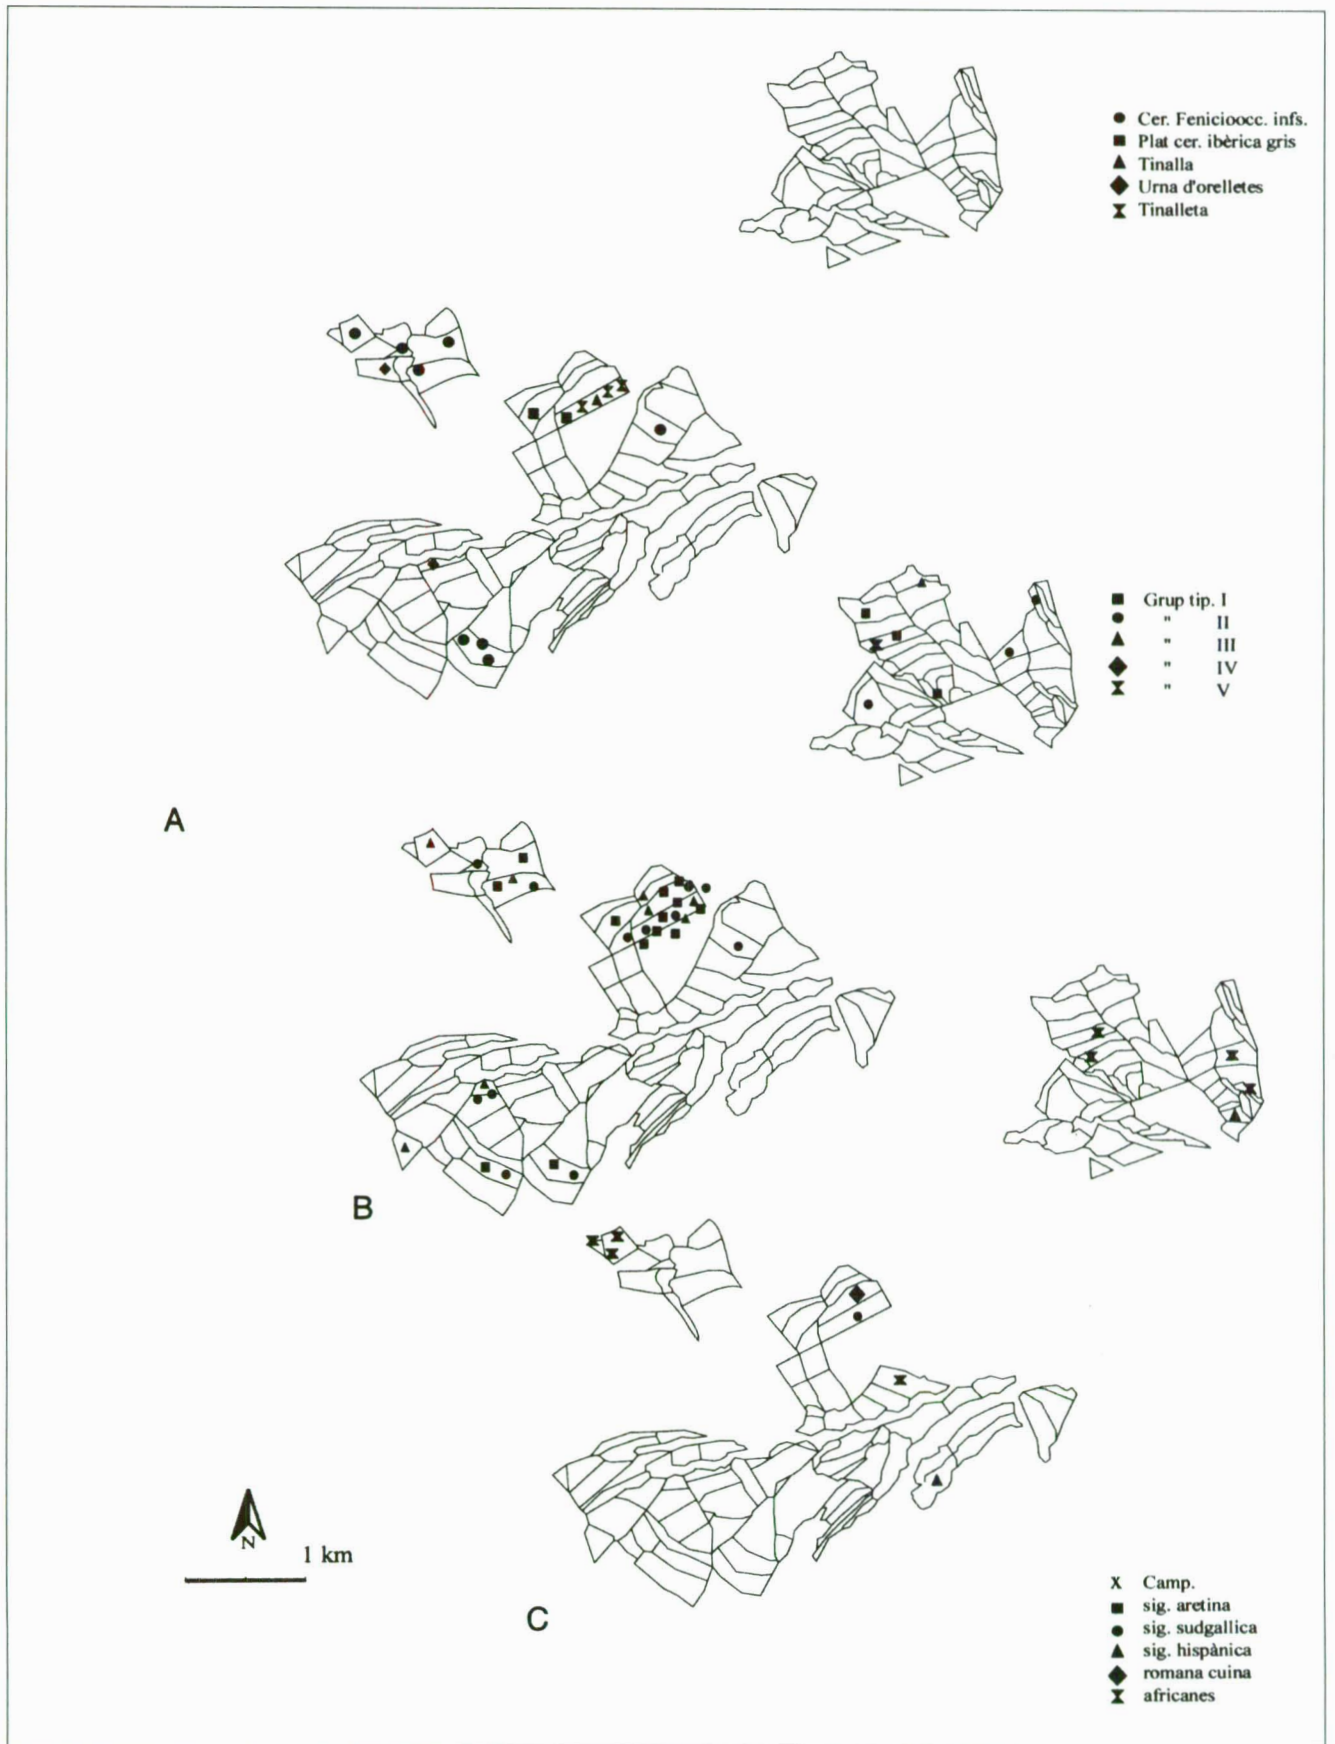 ● Cer. Fenicioocc. infs.
■ Plat cer. ibèrica gris
▲ Tinalla
◆ Urna d'orelletes
⧗ Tinalleta
■ Grup tip. I
● " II
▲ " III
◆ " IV
⧗ " V
A
B
N
1 km
C
x Camp.
■ sig. aretina
● sig. sudgallica
▲ sig. hispànica
◆ romana cuina
⧗ africanes